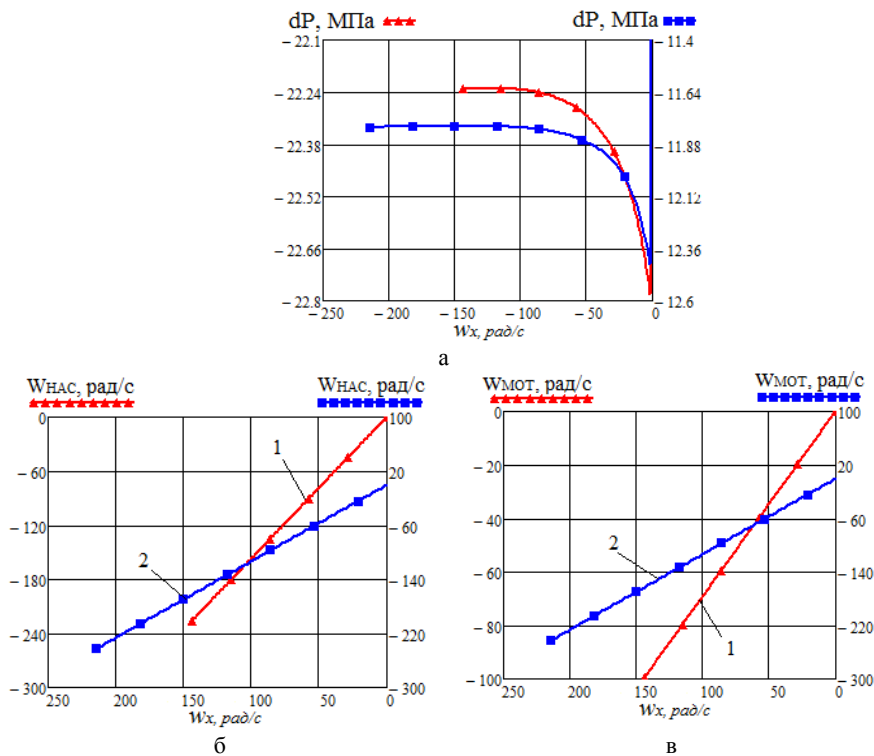 dP, МПа dP, МПа
– 22.1 – 11.4
– 22.24 – 11.64
– 22.38 – 11.88
– 22.52 – 12.12
– 22.66 – 12.36
– 22.8 – 12.6
– 250 – 200 – 150 – 100 – 50 0
wx, рад/с
а
WНАС, рад/с WНАС, рад/с
0 100
– 60 20
– 120 – 60
– 180 – 140
– 240 – 220
– 300 – 300
1
2
250 200 150 100 50 0
wx, рад/с
б
WМОТ, рад/с WМОТ, рад/с
0 100
– 20 20
– 40 – 60
– 60 – 140
– 80 – 220
– 100 – 300
2
1
250 200 150 100 50 0
wx, рад/с
в